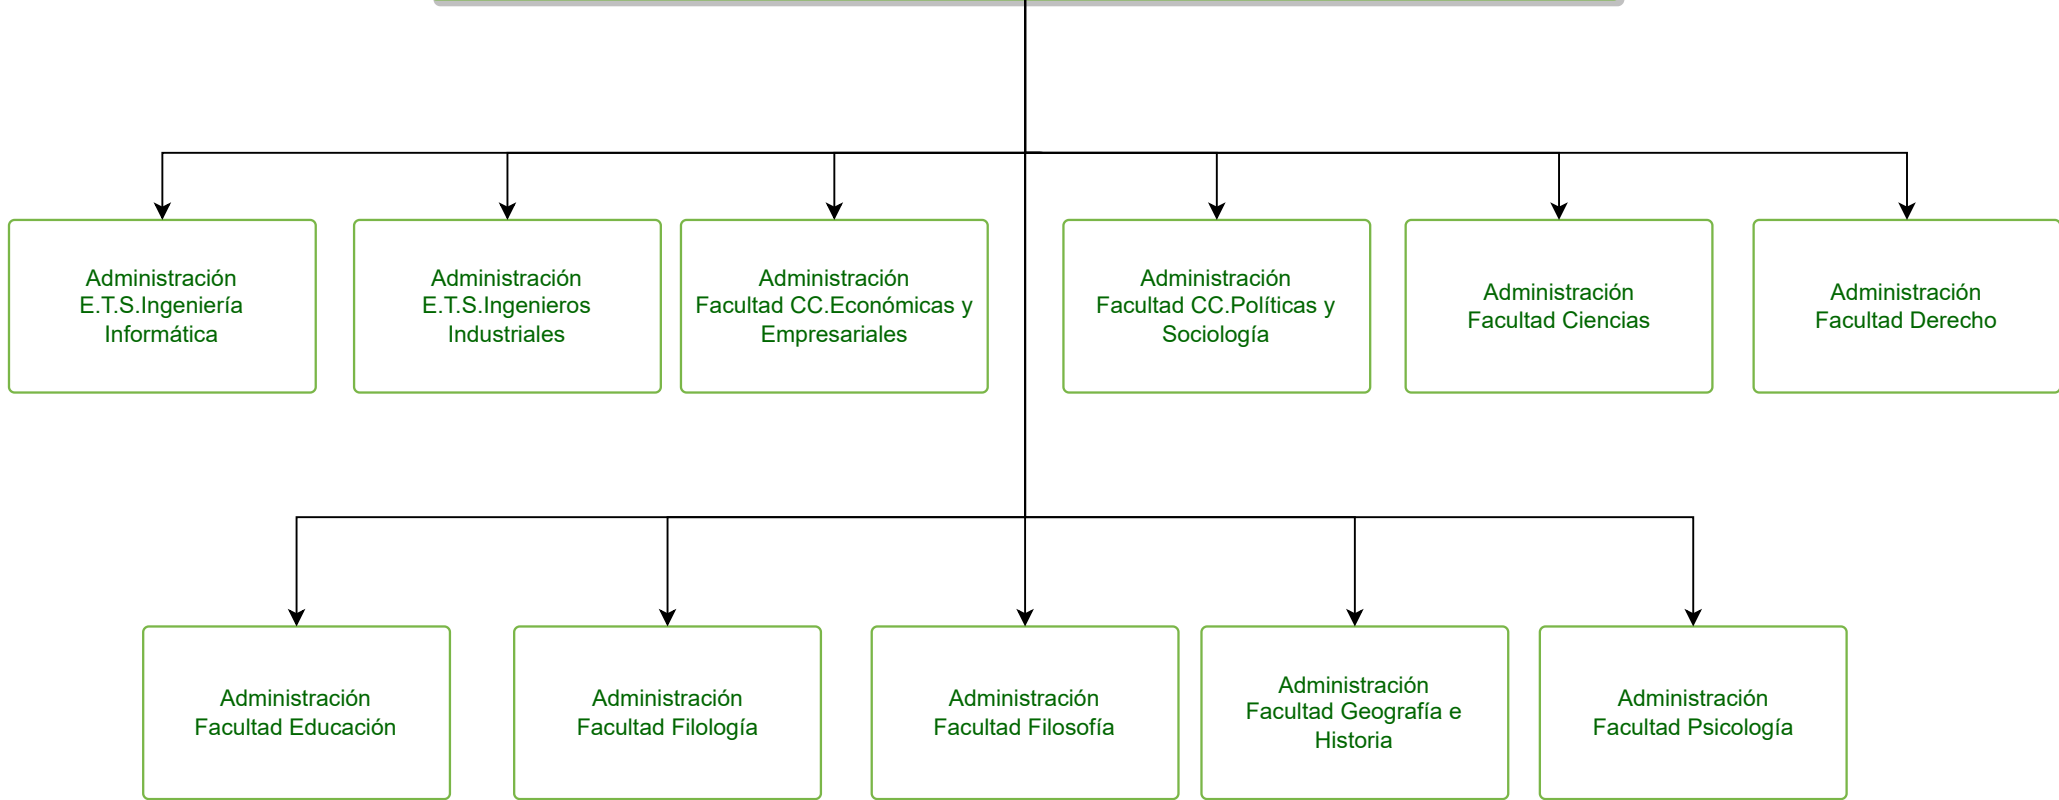 Administración
E.T.S.Ingeniería
Informática
Administración
E.T.S.Ingenieros
Industriales
Administración
Facultad CC.Económicas y
Empresariales
Administración
Facultad CC.Políticas y
Sociología
Administración
Facultad Ciencias
Administración
Facultad Derecho
Administración
Facultad Educación
Administración
Facultad Filología
Administración
Facultad Filosofía
Administración
Facultad Geografía e
Historia
Administración
Facultad Psicología